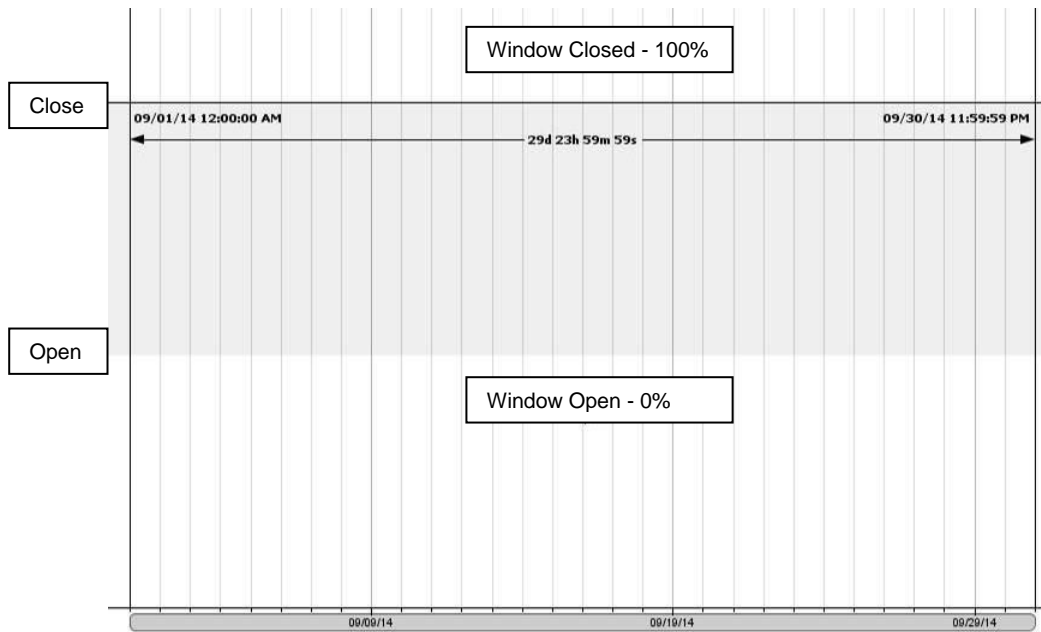 Window Closed - 100%
Close
09/01/14 12:00:00 AM
09/30/14 11:59:59 PM
29d 23h 59m 59s
Open
Window Open - 0%
09/09/14
09/19/14
09/29/14